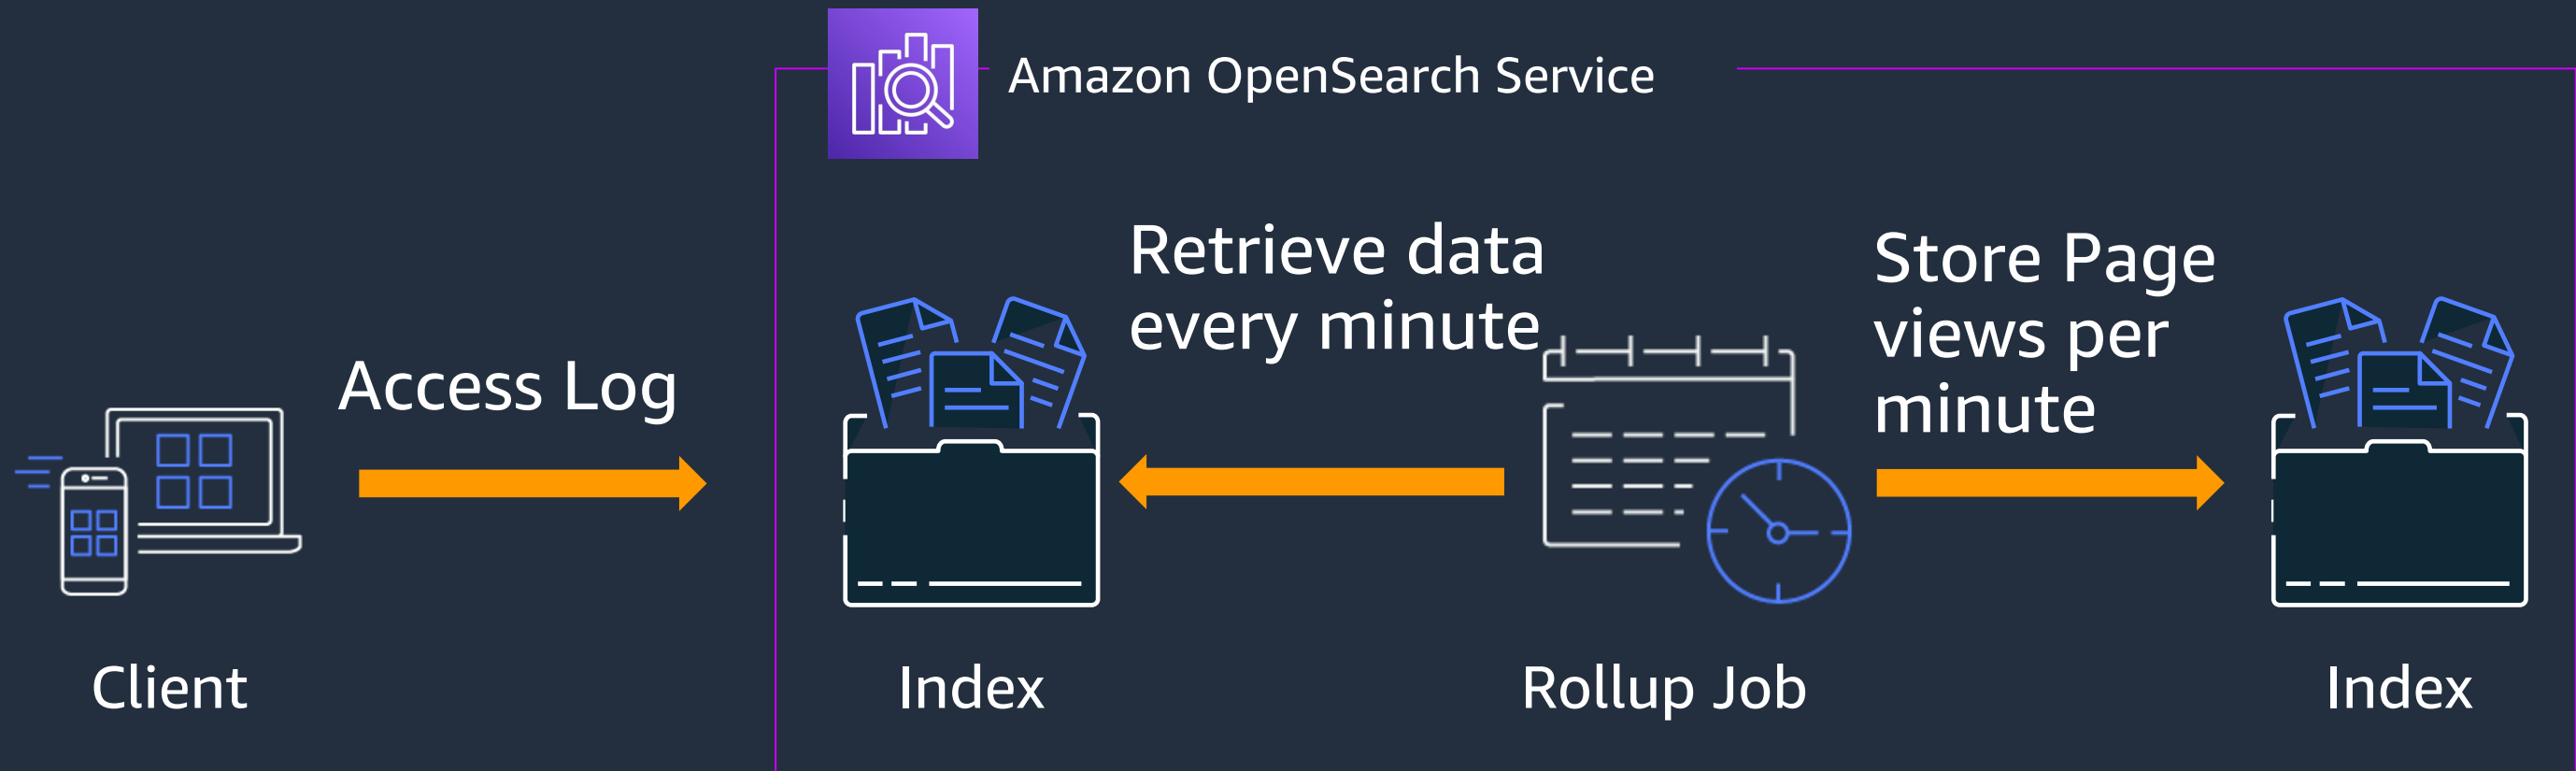 Amazon OpenSearch Service
Access Log
Retrieve data
every minute
Store Page
views per
minute
Client
Index
Rollup Job
Index